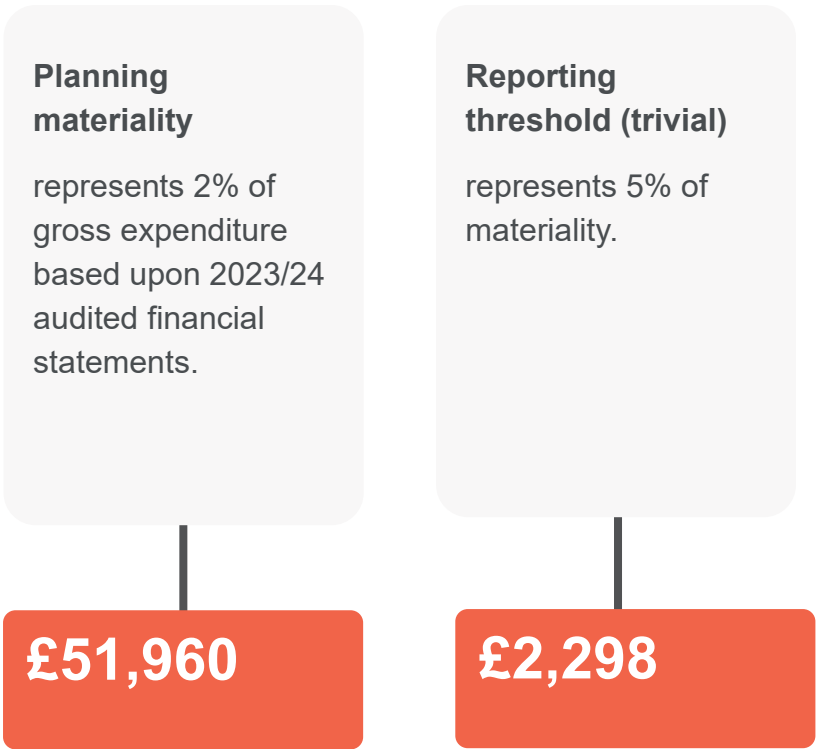 Planning
materiality
represents 2% of
gross expenditure
based upon 2023/24
audited financial
statements.
£51,960
Reporting
threshold (trivial)
represents 5% of
materiality.
£2,298